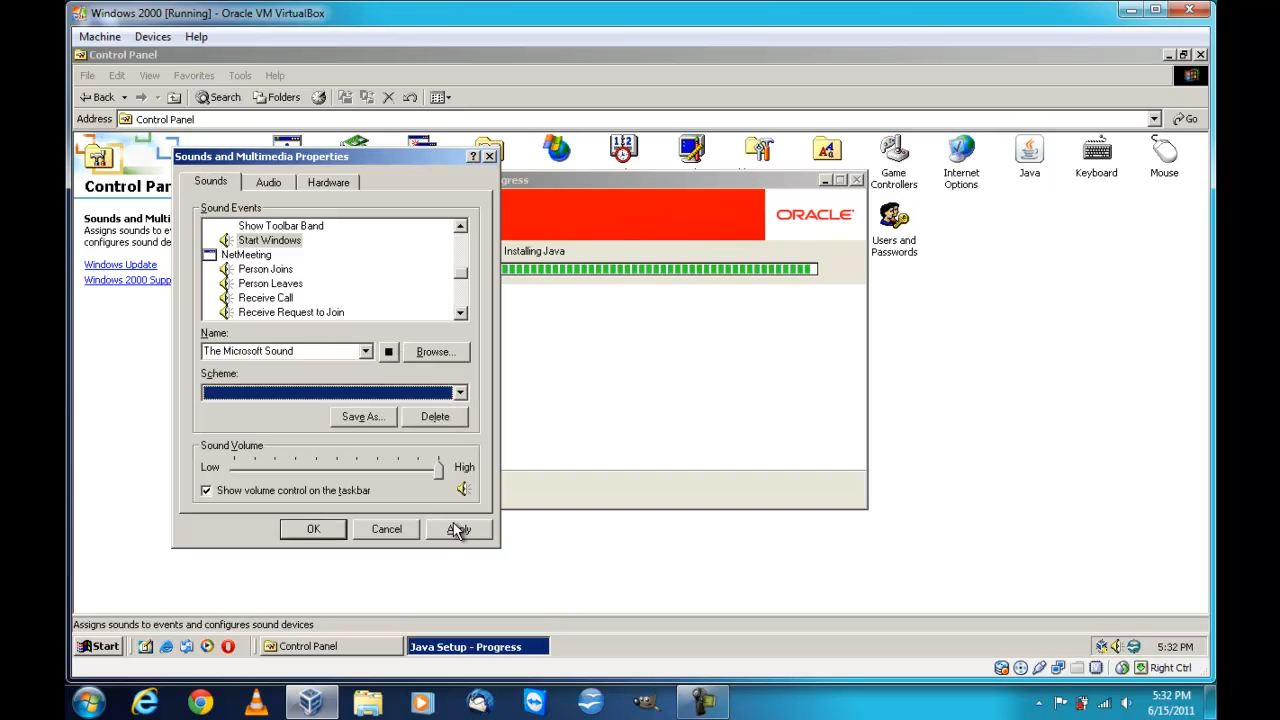 Windows 2000 [Running] - Oracle VM VirtualBox
Machine Devices Help
Control Panel
File Edit View Favorites Tools Help
Back Search Folders
Address Control Panel Go
Control Pan
Sounds and Multi
Assigns sounds to e
configures sound de
Windows Update
Windows 2000 Supp
Sounds and Multimedia Properties
Sounds Audio Hardware
Sound Events
Show Toolbar Band
Start Windows
NetMeeting
Person Joins
Person Leaves
Receive Call
Receive Request to Join
Name:
The Microsoft Sound Browse...
Scheme:
Save As... Delete
Sound Volume
Low High
Show volume control on the taskbar
OK Cancel Apply
gress
ORACLE
Installing Java
Game Controllers
Internet Options
Java
Keyboard
Mouse
Users and Passwords
Assigns sounds to events and configures sound devices
Start Control Panel Java Setup - Progress 5:32 PM
Right Ctrl
5:32 PM
6/15/2011